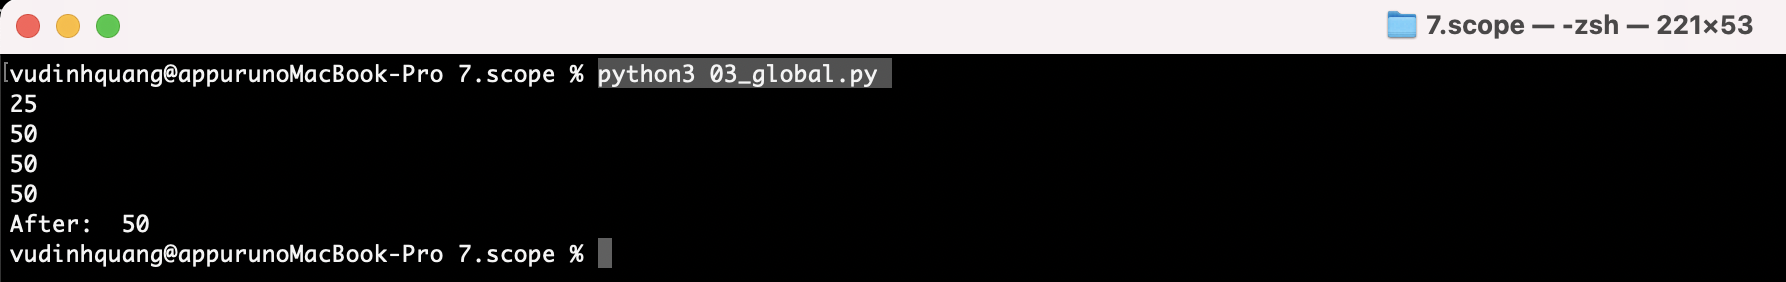 7.scope — -zsh — 221×53
vudinhquang@appurunoMacBook-Pro 7.scope % python3 03_global.py
25
50
50
50
After:  50
vudinhquang@appurunoMacBook-Pro 7.scope %